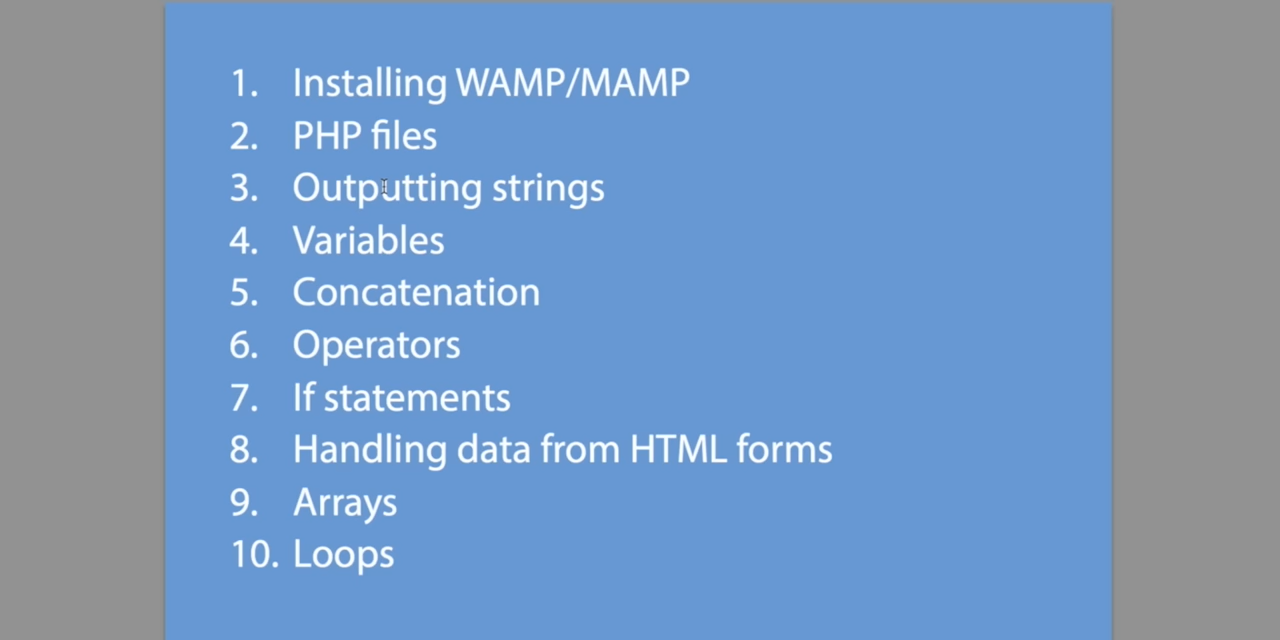 1. Installing WAMP/MAMP
2. PHP files
3. Outputting strings
4. Variables
5. Concatenation
6. Operators
7. If statements
8. Handling data from HTML forms
9. Arrays
10. Loops